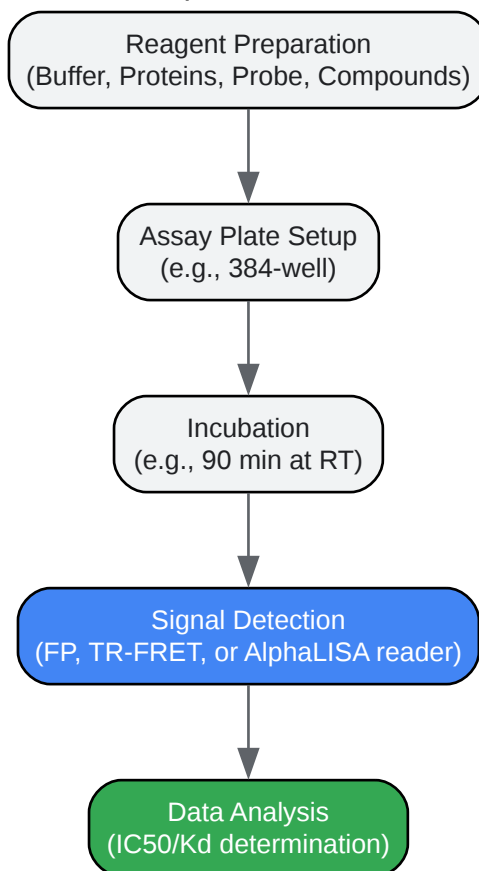 Reagent Preparation
(Buffer, Proteins, Probe, Compounds)
Assay Plate Setup
(e.g., 384-well)
Incubation
(e.g., 90 min at RT)
Signal Detection
(FP, TR-FRET, or AlphaLISA reader)
Data Analysis
(IC50/Kd determination)